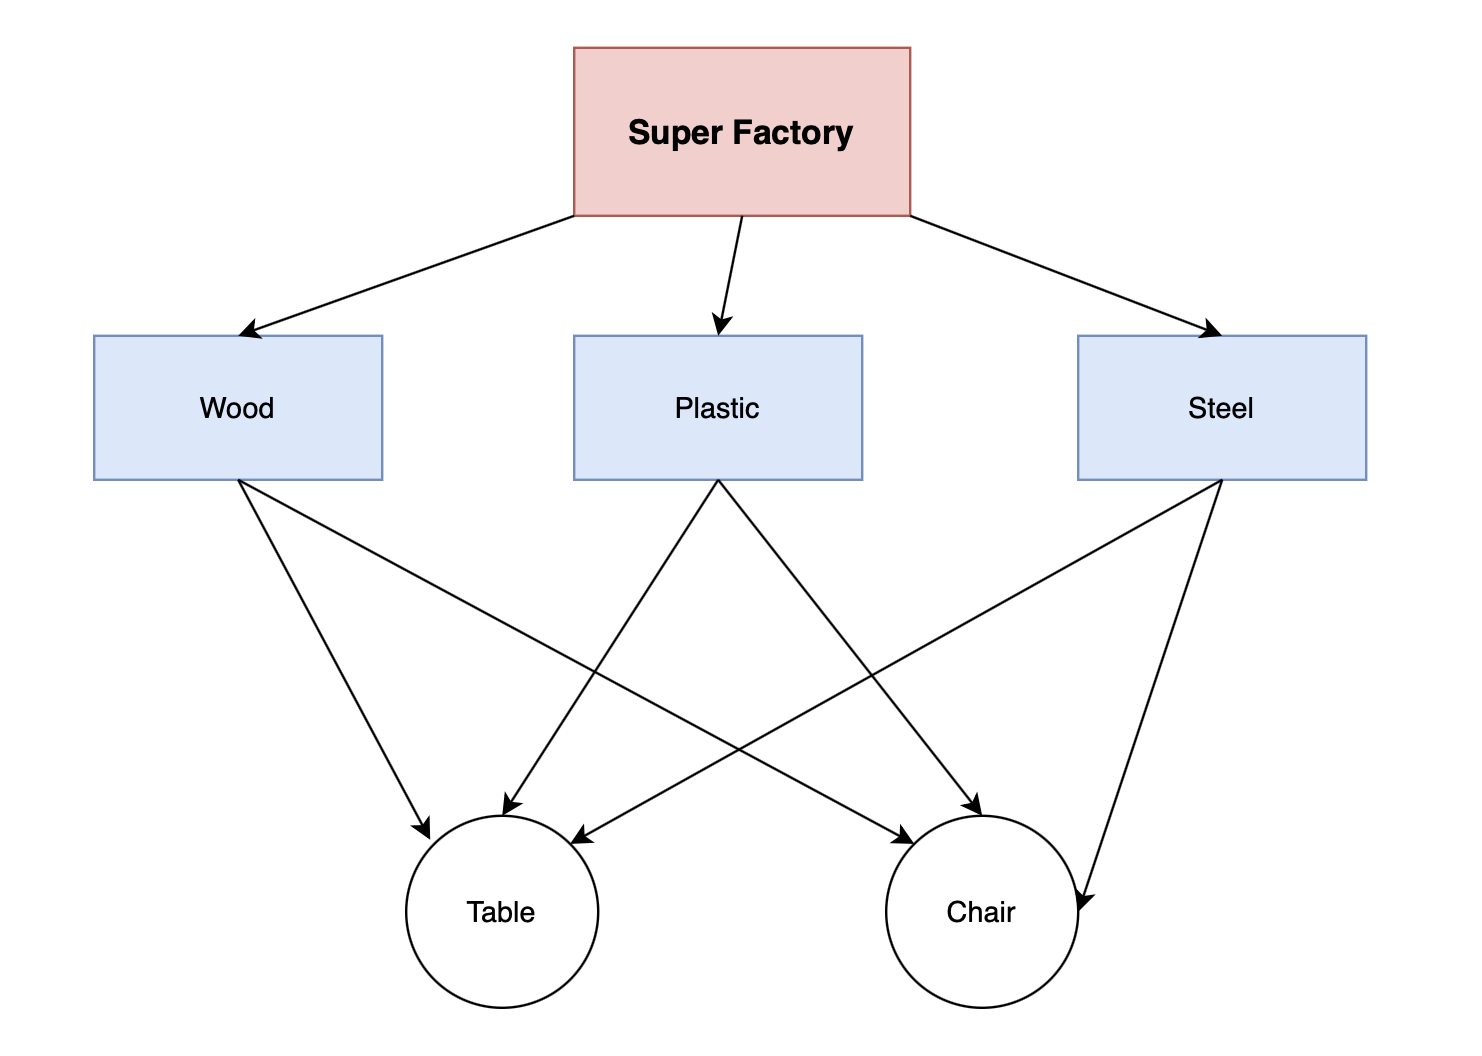 Super Factory
Wood
Plastic
Steel
Table
Chair